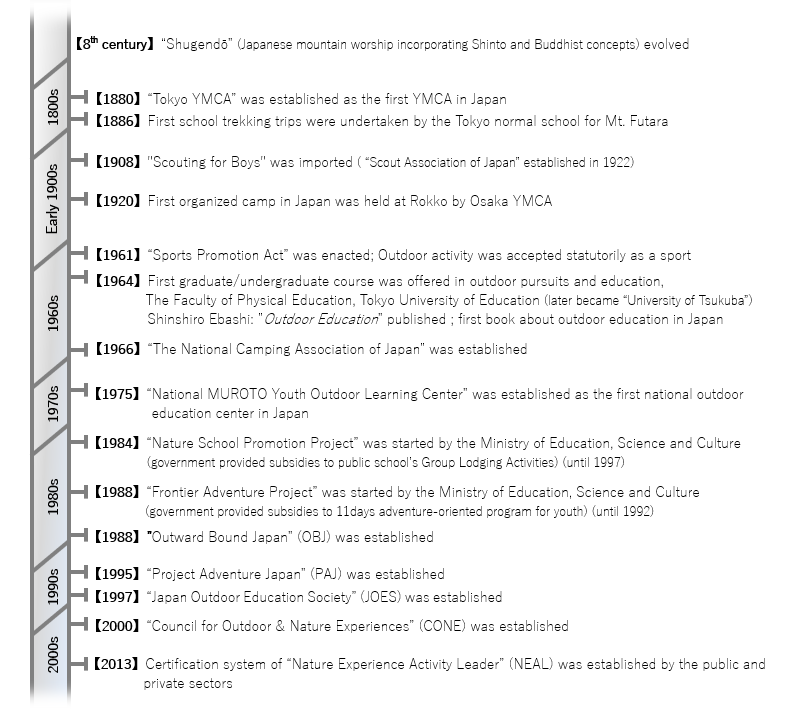 【8th century】 “Shugendō” (Japanese mountain worship incorporating Shinto and Buddhist concepts) evolved
1800s
【1880】 “Tokyo YMCA” was established as the first YMCA in Japan
【1886】 First school trekking trips were undertaken by the Tokyo normal school for Mt. Futara
Early 1900s
【1908】 "Scouting for Boys" was imported ( “Scout Association of Japan” established in 1922)
【1920】 First organized camp in Japan was held at Rokko by Osaka YMCA
1960s
【1961】 “Sports Promotion Act” was enacted; Outdoor activity was accepted statutorily as a sport
【1964】 First graduate/undergraduate course was offered in outdoor pursuits and education,
The Faculty of Physical Education, Tokyo University of Education (later became “University of Tsukuba”)
Shinshiro Ebashi: "Outdoor Education" published ; first book about outdoor education in Japan
【1966】 “The National Camping Association of Japan” was established
1970s
【1975】 “National MUROTO Youth Outdoor Learning Center” was established as the first national outdoor
education center in Japan
1980s
【1984】 “Nature School Promotion Project” was started by the Ministry of Education, Science and Culture
(government provided subsidies to public school’s Group Lodging Activities) (until 1997)
【1988】 “Frontier Adventure Project” was started by the Ministry of Education, Science and Culture
(government provided subsidies to 11days adventure-oriented program for youth) (until 1992)
【1988】 "Outward Bound Japan” (OBJ) was established
1990s
【1995】 “Project Adventure Japan” (PAJ) was established
【1997】 “Japan Outdoor Education Society” (JOES) was established
2000s
【2000】 “Council for Outdoor & Nature Experiences” (CONE) was established
【2013】 Certification system of “Nature Experience Activity Leader” (NEAL) was established by the public and
private sectors